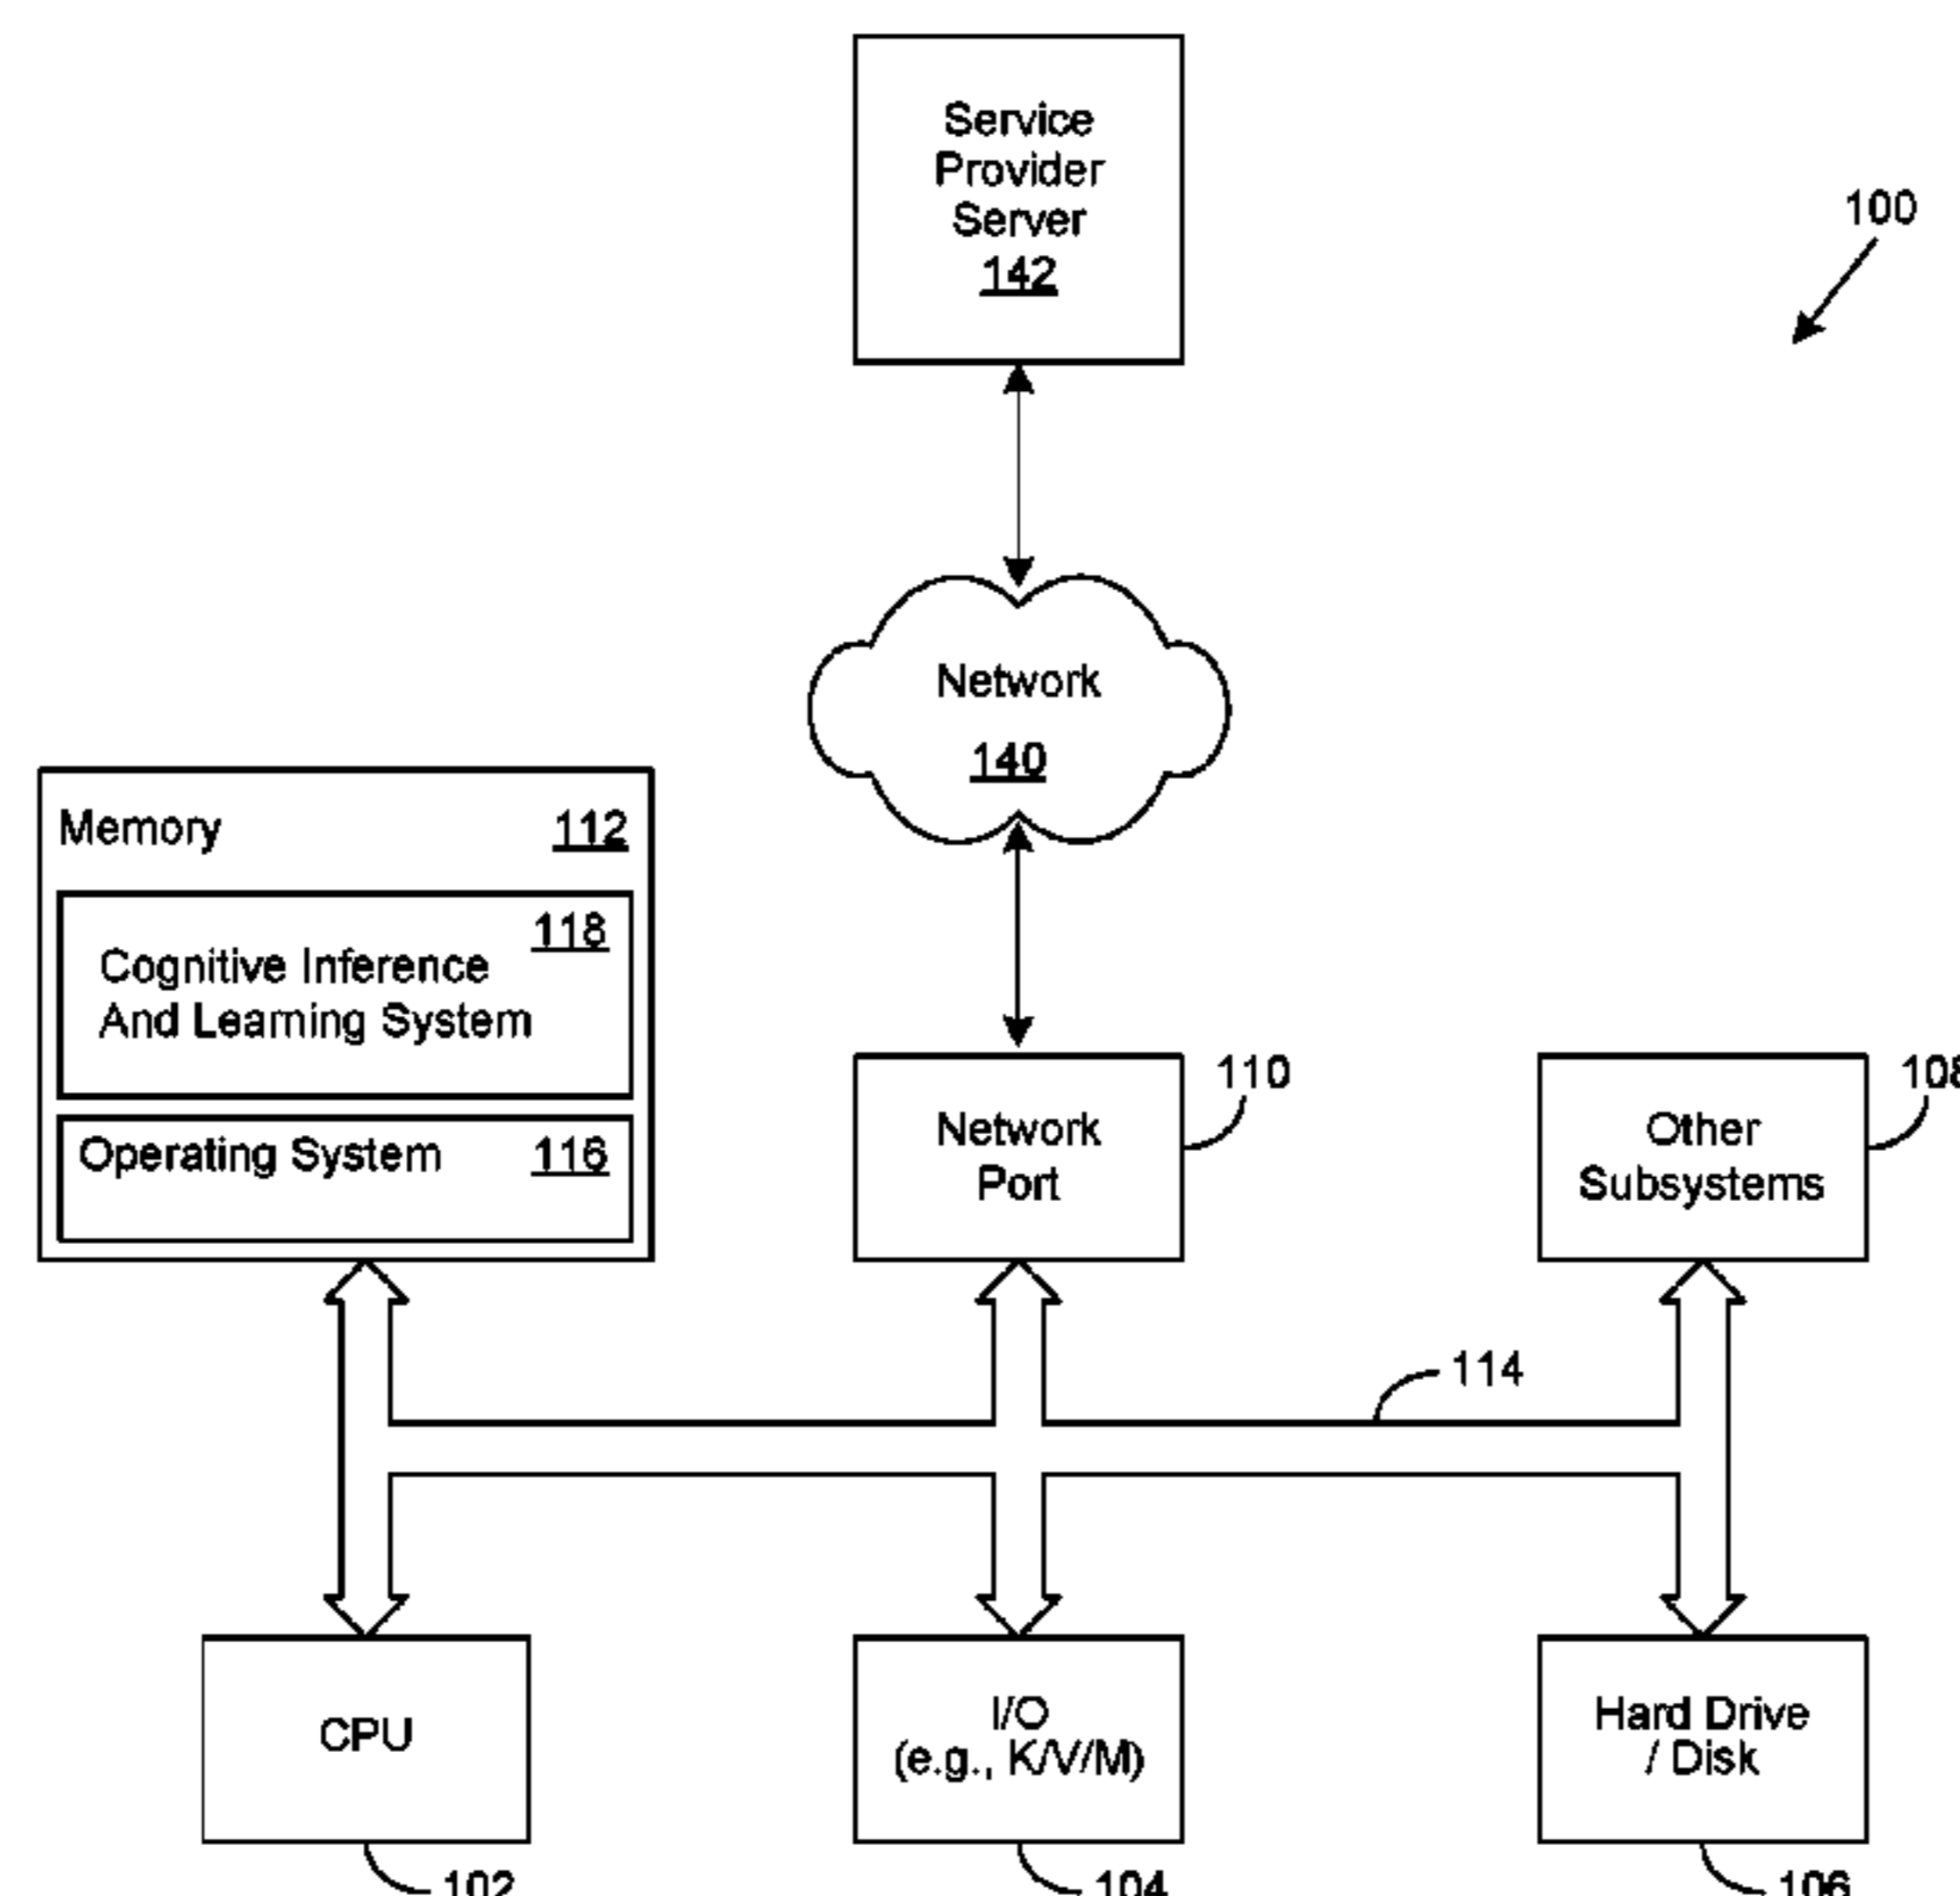 Service
Provider
Server
142
100
Network
140
Memory 112
118
Cognitive Inference
And Learning System
Operating System 116
Network
Port
110
Other
Subsystems
108
114
CPU
102
I/O
(e.g., K/V/M)
104
Hard Drive
/ Disk
106